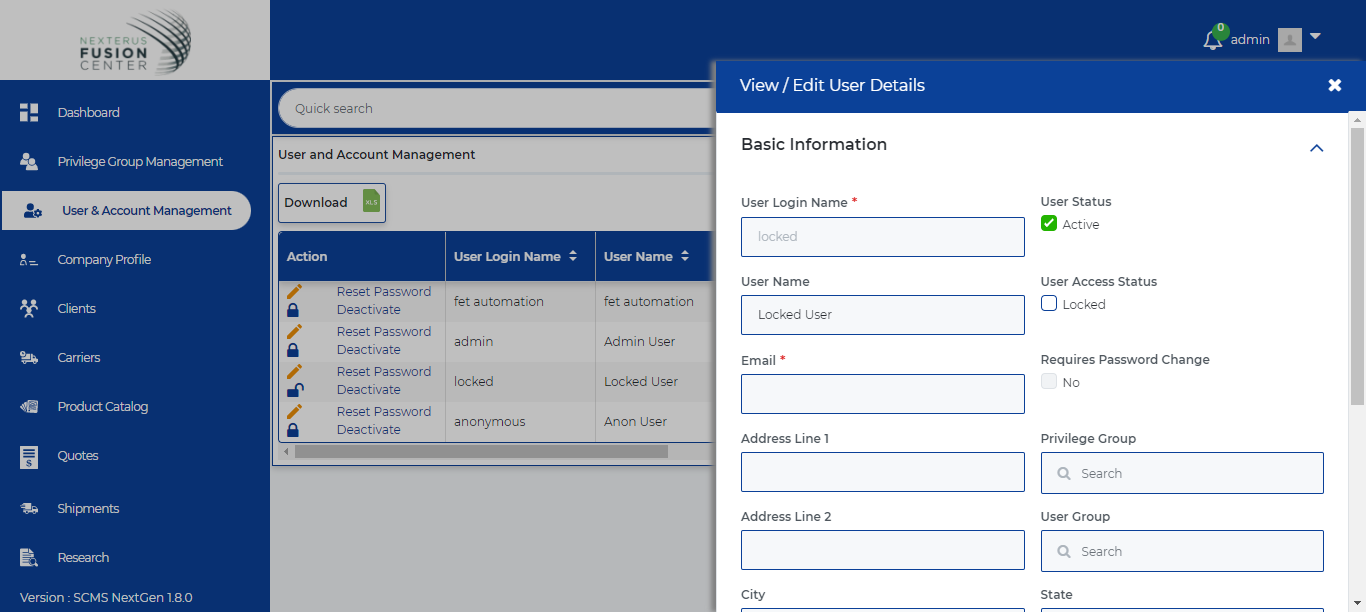 NEXTERUS
FUSION
CENTER
0
admin
Dashboard
Privilege Group Management
User & Account Management
Company Profile
Clients
Carriers
Product Catalog
Quotes
Shipments
Research
Version : SCMS NextGen 1.8.0
Quick search
User and Account Management
Download XLS
Action User Login Name User Name
Reset Password
Deactivate
fet automation fet automation
Reset Password
Deactivate
admin Admin User
Reset Password
Deactivate
locked Locked User
Reset Password
Deactivate
anonymous Anon User
View / Edit User Details
Basic Information
User Login Name *
locked
User Status
Active
User Name
Locked User
User Access Status
Locked
Email *
Requires Password Change
No
Address Line 1
Privilege Group
Search
Address Line 2
User Group
Search
City
State